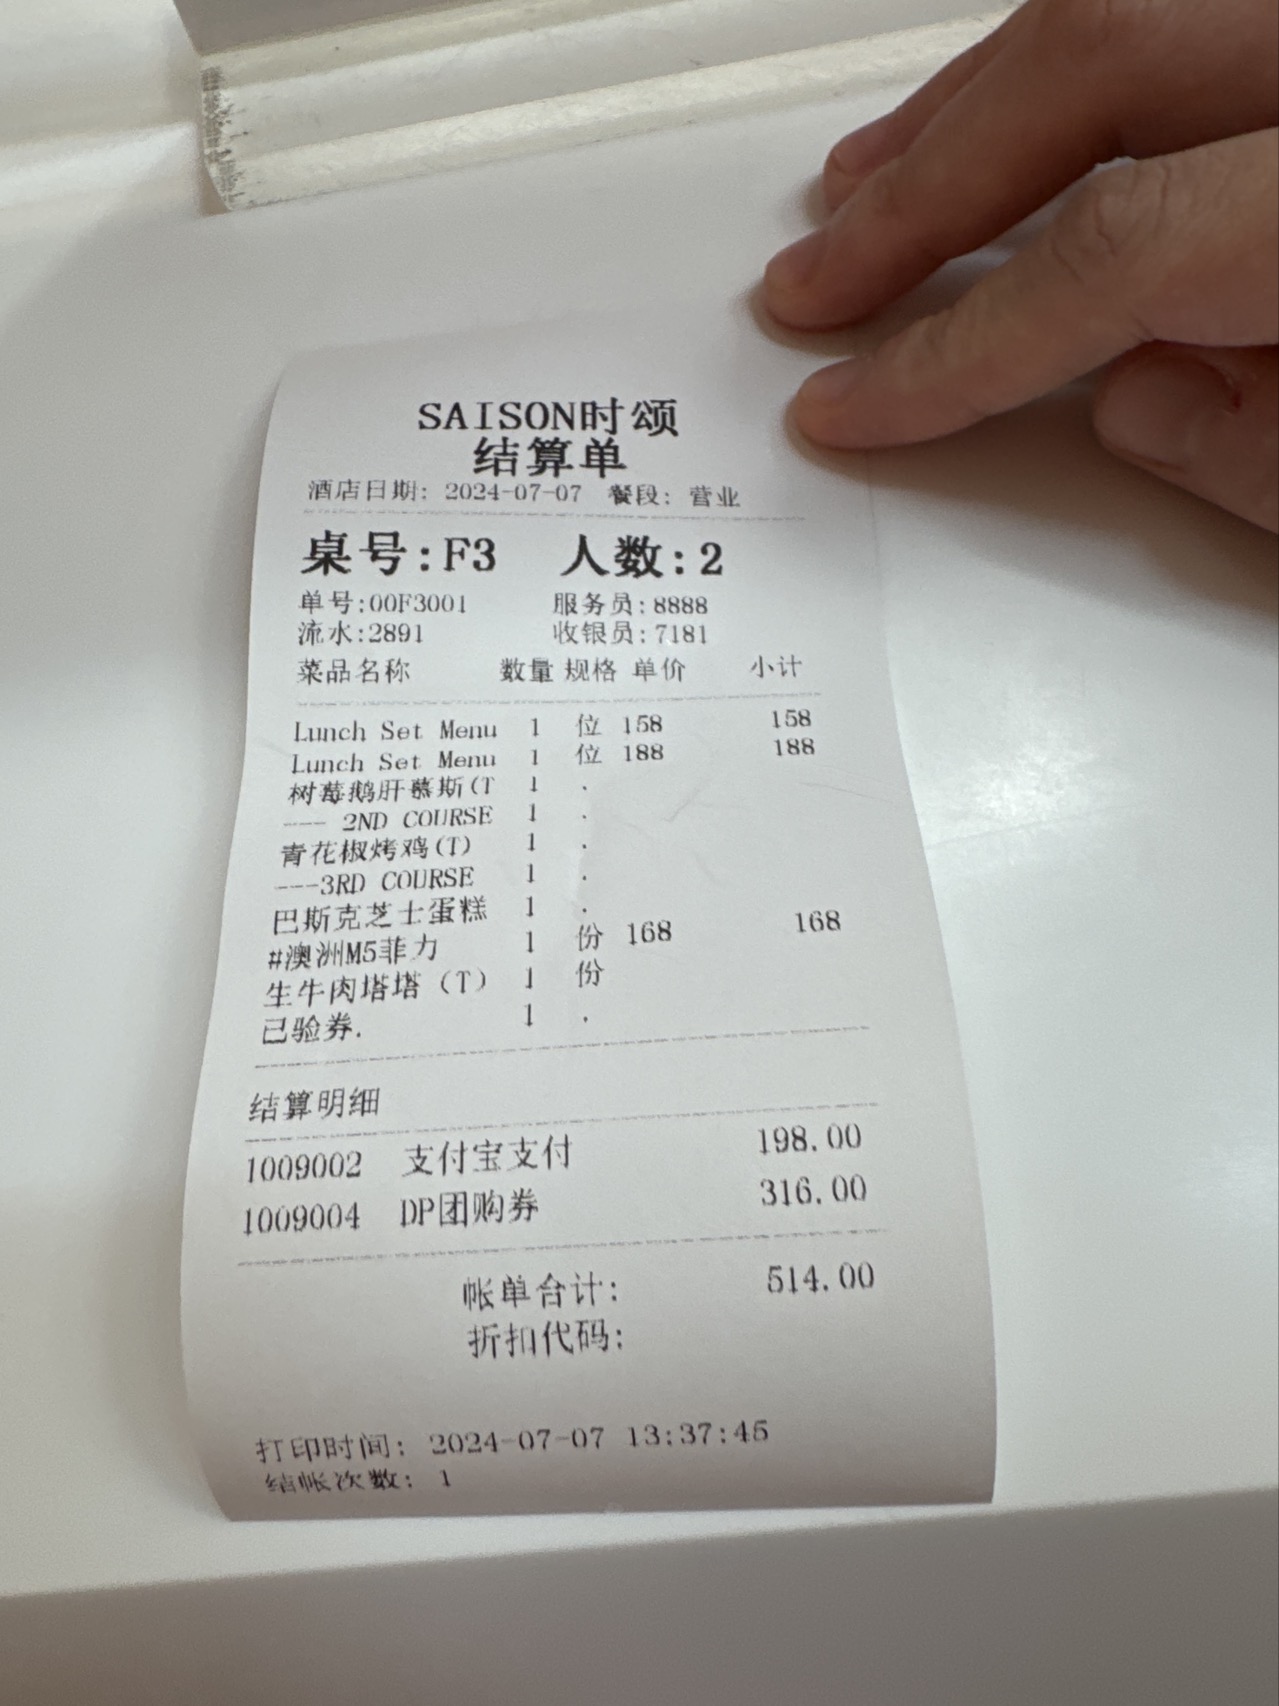 SAISON时颂
结算单
酒店日期: 2024-07-07 餐段: 营业
桌号:F3 人数:2
单号:00F3001 服务员:8888
流水:2891 收银员:7181
菜品名称 数量 规格 单价 小计
Lunch Set Menu 1 位 158 158
Lunch Set Menu 1 位 188 188
树莓鹅肝慕斯(T 1 .
--- 2ND COURSE 1 .
青花椒烤鸡(T) 1 .
---3RD COURSE 1 .
巴斯克芝士蛋糕 1 .
#澳洲M5菲力 1 份 168 168
生牛肉塔塔（T） 1 份
已验券. 1 .
结算明细
1009002 支付宝支付 198.00
1009004 DP团购券 316.00
帐单合计: 514.00
折扣代码:
打印时间: 2024-07-07 13:37:45
结帐次数: 1